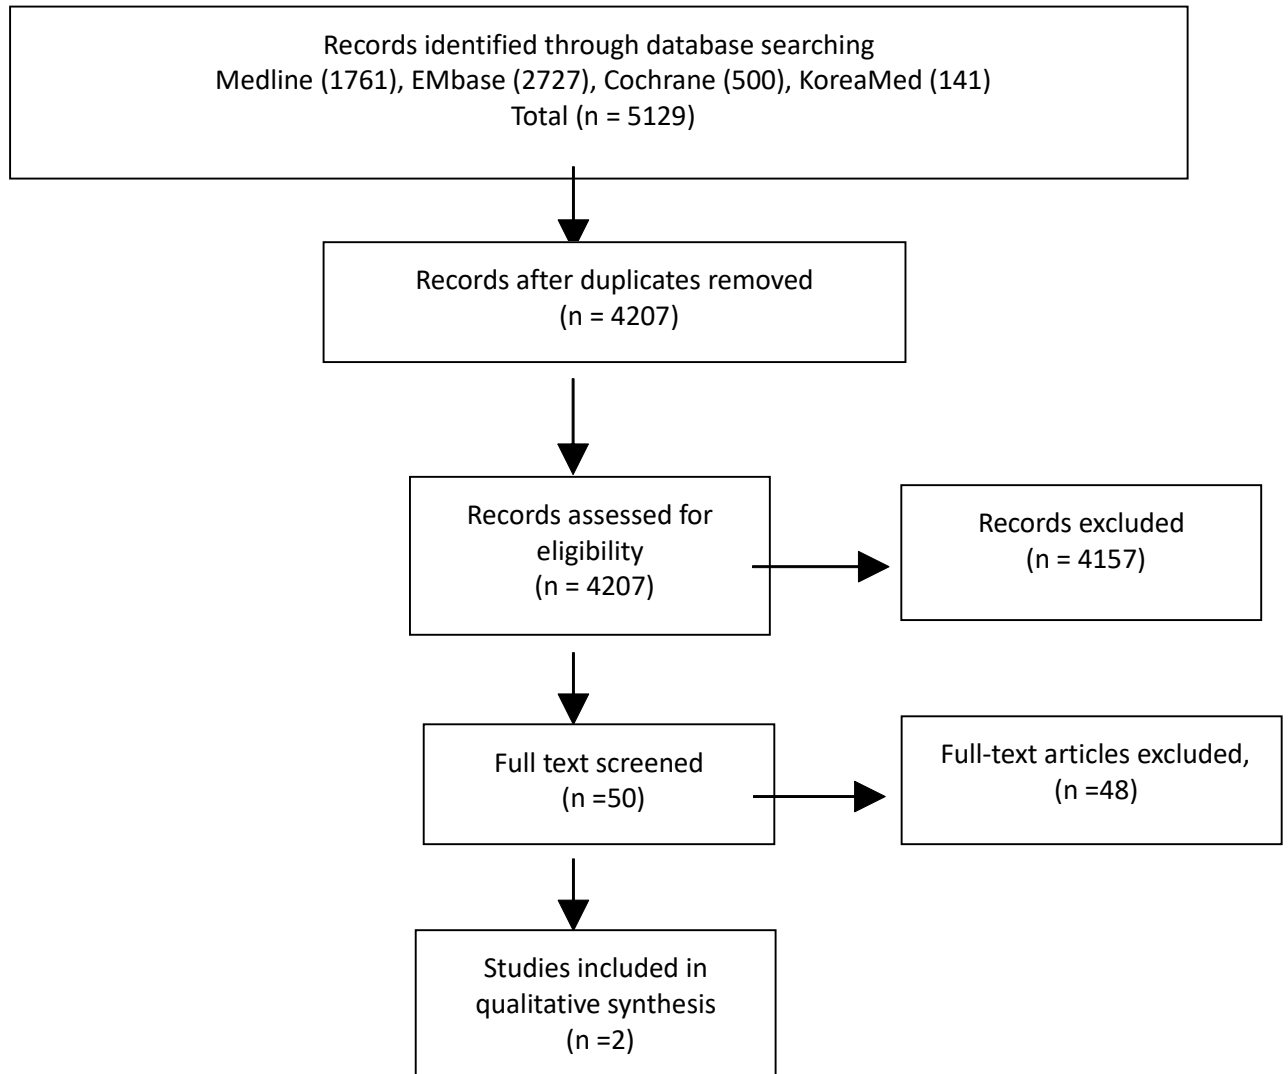 Records identified through database searching
Medline (1761), EMbase (2727), Cochrane (500), KoreaMed (141)
Total (n = 5129)
Records after duplicates removed
(n = 4207)
Records assessed for
eligibility
(n = 4207)
Records excluded
(n = 4157)
Full text screened
(n =50)
Full-text articles excluded,
(n =48)
Studies included in
qualitative synthesis
(n =2)